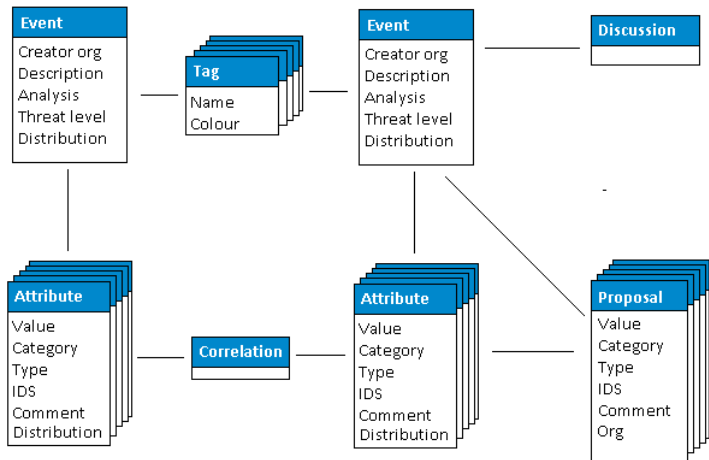 Event
Creator org
Description
Analysis
Threat level
Distribution
Tag
Name
Colour
Event
Creator org
Description
Analysis
Threat level
Distribution
Discussion
Attribute
Value
Category
Type
IDS
Comment
Distribution
Correlation
Attribute
Value
Category
Type
IDS
Comment
Distribution
Proposal
Value
Category
Type
IDS
Comment
Org